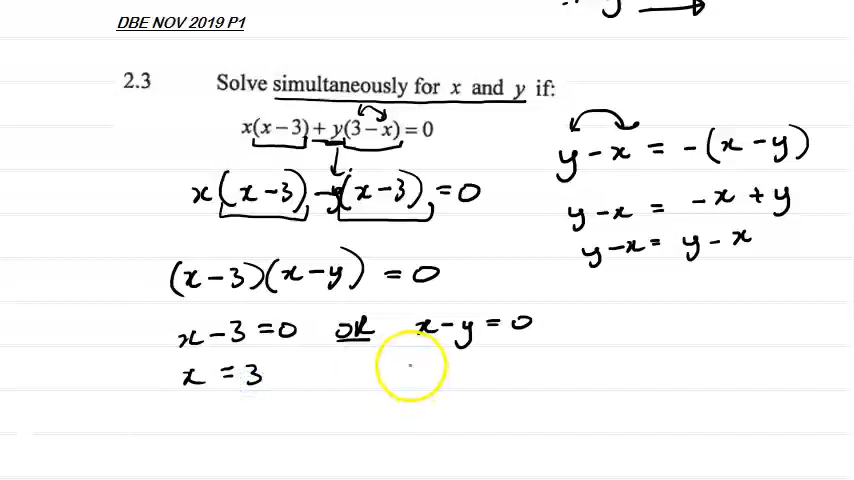 DBE NOV 2019 P1
2.3 Solve simultaneously for x and y if:
x(x − 3) + y(3 − x) = 0
y − x = −(x − y)
x(x − 3) − y(x − 3) = 0
y − x = −x + y
y − x = y − x
(x − 3)(x − y) = 0
x − 3 = 0 OR x − y = 0
x = 3